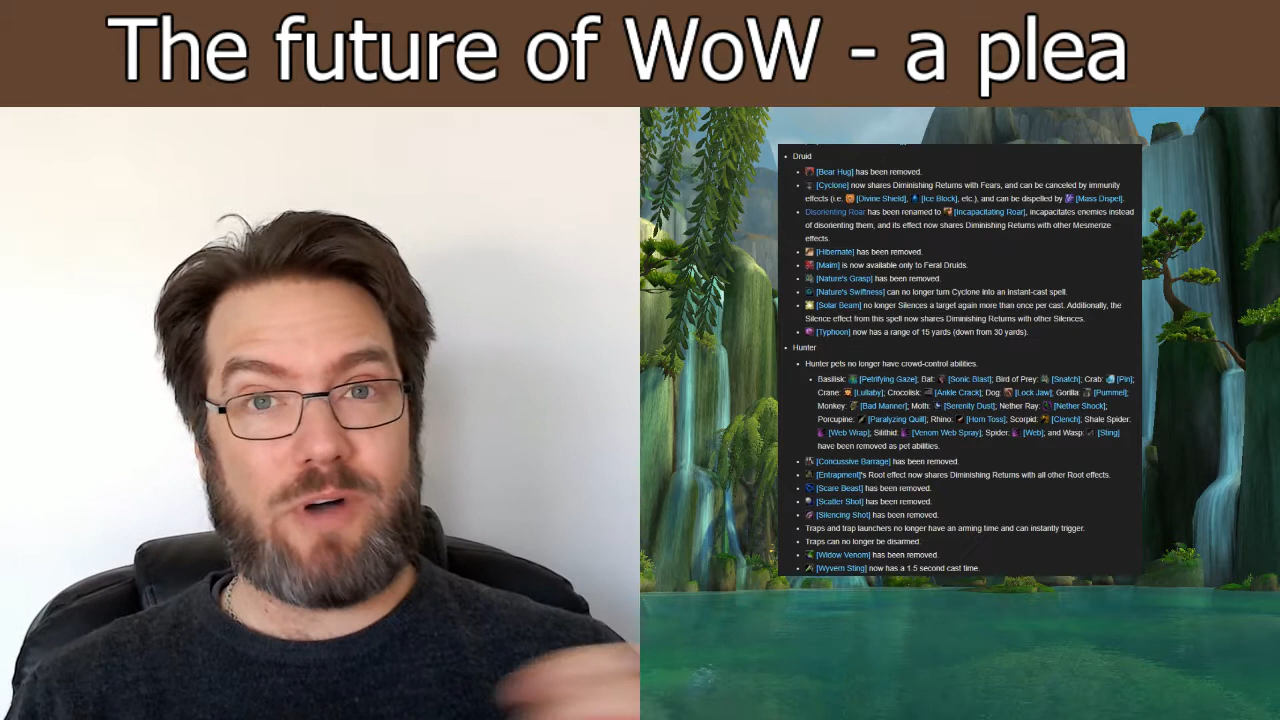 The future of WoW - a plea
• Druid
• [Bear Hug] has been removed.
• [Cyclone] now shares Diminishing Returns with Fears, and can be canceled by immunity
effects (i.e. [Divine Shield], [Ice Block], etc.), and can be dispelled by [Mass Dispel].
• Disorienting Roar has been renamed to [Incapacitating Roar], incapacitates enemies instead
of disorienting them, and its effect now shares Diminishing Returns with other Mesmerize
effects.
• [Hibernate] has been removed.
• [Maim] is now available only to Feral Druids.
• [Nature's Grasp] has been removed.
• [Nature's Swiftness] can no longer turn Cyclone into an instant-cast spell.
• [Solar Beam] no longer Silences a target again more than once per cast. Additionally, the
Silence effect from this spell now shares Diminishing Returns with other Silences.
• [Typhoon] now has a range of 15 yards (down from 30 yards).
• Hunter
• Hunter pets no longer have crowd-control abilities.
• Basilisk: [Petrifying Gaze]; Bat: [Sonic Blast]; Bird of Prey: [Snatch]; Crab: [Pin];
Crane: [Lullaby]; Crocolisk: [Ankle Crack]; Dog: [Lock Jaw]; Gorilla: [Pummel];
Monkey: [Bad Manner]; Moth: [Serenity Dust]; Nether Ray: [Nether Shock];
Porcupine: [Paralyzing Quill]; Rhino: [Horn Toss]; Scorpid: [Clench]; Shale Spider:
[Web Wrap]; Silithid: [Venom Web Spray]; Spider: [Web]; and Wasp: [Sting]
have been removed as pet abilities.
• [Concussive Barrage] has been removed.
• [Entrapment]'s Root effect now shares Diminishing Returns with all other Root effects.
• [Scare Beast] has been removed.
• [Scatter Shot] has been removed.
• [Silencing Shot] has been removed.
• Traps and trap launchers no longer have an arming time and can instantly trigger.
• Traps can no longer be disarmed.
• [Widow Venom] has been removed.
• [Wyvern Sting] now has a 1.5 second cast time.